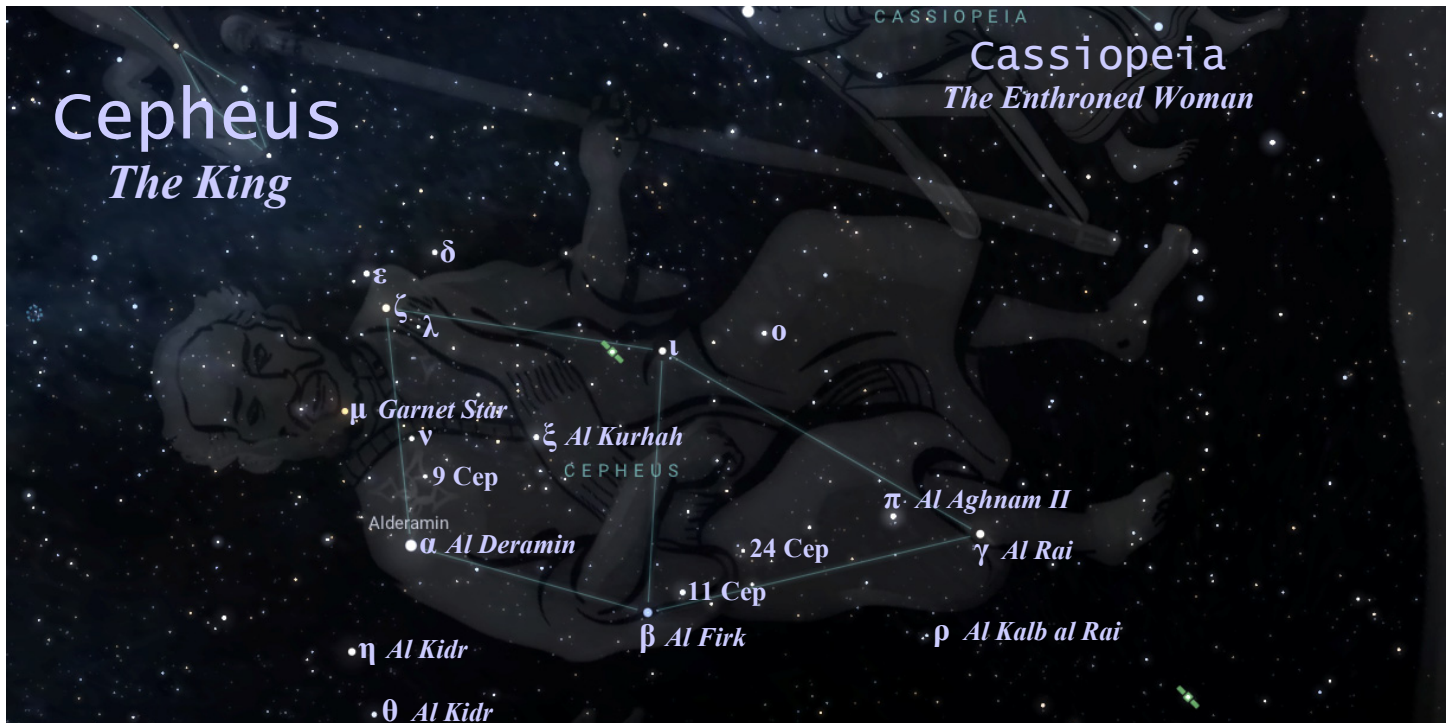 CASSIOPEIA
Cassiopeia
The Enthroned Woman
Cepheus
The King
δ
ε
ζ
λ
ι
ο
μ Garnet Star
ν
ξ Al Kurhah
CEPHEUS
9 Cep
π Al Aghnam II
Alderamin
α Al Deramin
24 Cep
γ Al Rai
11 Cep
β Al Firk
ρ Al Kalb al Rai
η Al Kidr
θ Al Kidr